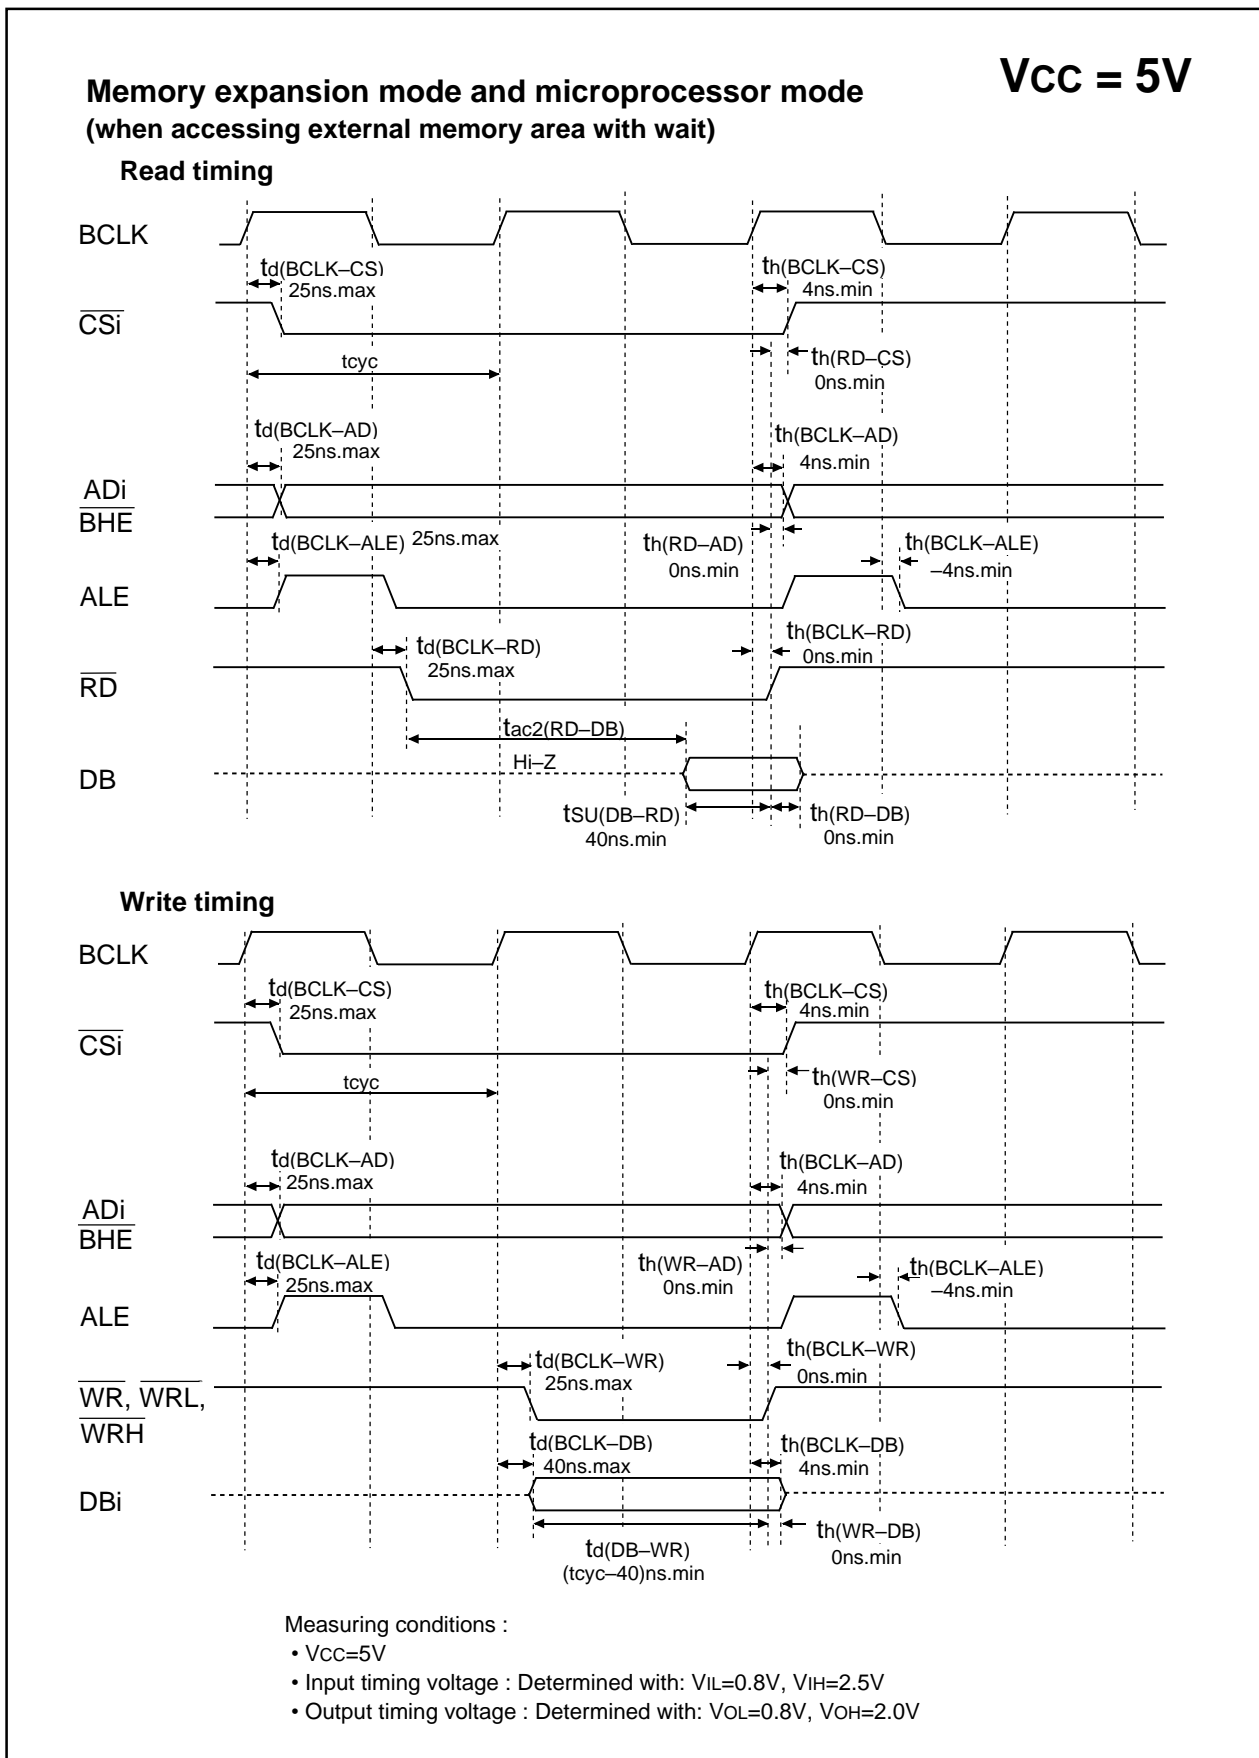 VCC = 5V
Memory expansion mode and microprocessor mode
(when accessing external memory area with wait)
Read timing
BCLK
td(BCLK–CS)
25ns.max
th(BCLK–CS)
4ns.min
CSi
th(RD–CS)
0ns.min
tcyc
td(BCLK–AD)
25ns.max
th(BCLK–AD)
4ns.min
ADi
BHE
td(BCLK–ALE) 25ns.max
th(RD–AD)
0ns.min
th(BCLK–ALE)
–4ns.min
ALE
td(BCLK–RD)
25ns.max
th(BCLK–RD)
0ns.min
RD
tac2(RD–DB)
Hi–Z
DB
tSU(DB–RD)
40ns.min
th(RD–DB)
0ns.min
Write timing
BCLK
td(BCLK–CS)
25ns.max
th(BCLK–CS)
4ns.min
CSi
tcyc
th(WR–CS)
0ns.min
td(BCLK–AD)
25ns.max
th(BCLK–AD)
4ns.min
ADi
BHE
td(BCLK–ALE)
25ns.max
th(WR–AD)
0ns.min
th(BCLK–ALE)
–4ns.min
ALE
td(BCLK–WR)
25ns.max
th(BCLK–WR)
0ns.min
WR, WRL,
WRH
td(BCLK–DB)
40ns.max
th(BCLK–DB)
4ns.min
DBi
td(DB–WR)
(tcyc–40)ns.min
th(WR–DB)
0ns.min
Measuring conditions :
• VCC=5V
• Input timing voltage : Determined with: VIL=0.8V, VIH=2.5V
• Output timing voltage : Determined with: VOL=0.8V, VOH=2.0V